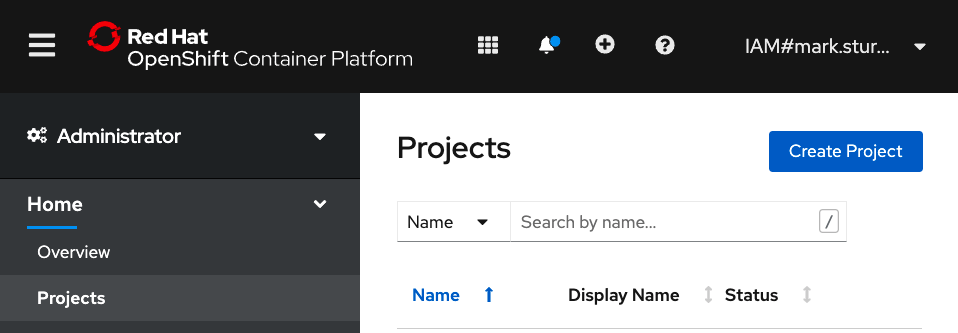 Red Hat
OpenShift Container Platform
IAM#mark.stur...
Administrator
Home
Overview
Projects
Projects
Create Project
Name
Search by name...
/
Name
Display Name
Status